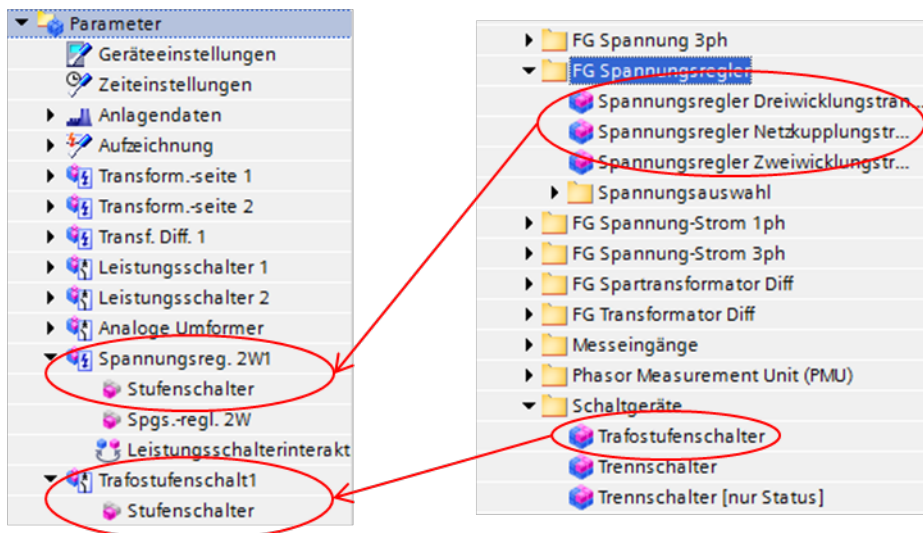 Parameter
Geräteeinstellungen
Zeiteinstellungen
Anlagendaten
Aufzeichnung
Transform.-seite 1
Transform.-seite 2
Transf. Diff. 1
Leistungsschalter 1
Leistungsschalter 2
Analoge Umformer
Spannungsreg. 2W1
Stufenschalter
Spgs.-regl. 2W
Leistungsschalterinterakt
Trafostufenschalt1
Stufenschalter
FG Spannung 3ph
FG Spannungsregler
Spannungsregler Dreiwicklungstran...
Spannungsregler Netzkupplungstr...
Spannungsregler Zweiwicklungstr...
Spannungsauswahl
FG Spannung-Strom 1ph
FG Spannung-Strom 3ph
FG Spartransformator Diff
FG Transformator Diff
Messeingänge
Phasor Measurement Unit (PMU)
Schaltgeräte
Trafostufenschalter
Trennschalter
Trennschalter [nur Status]